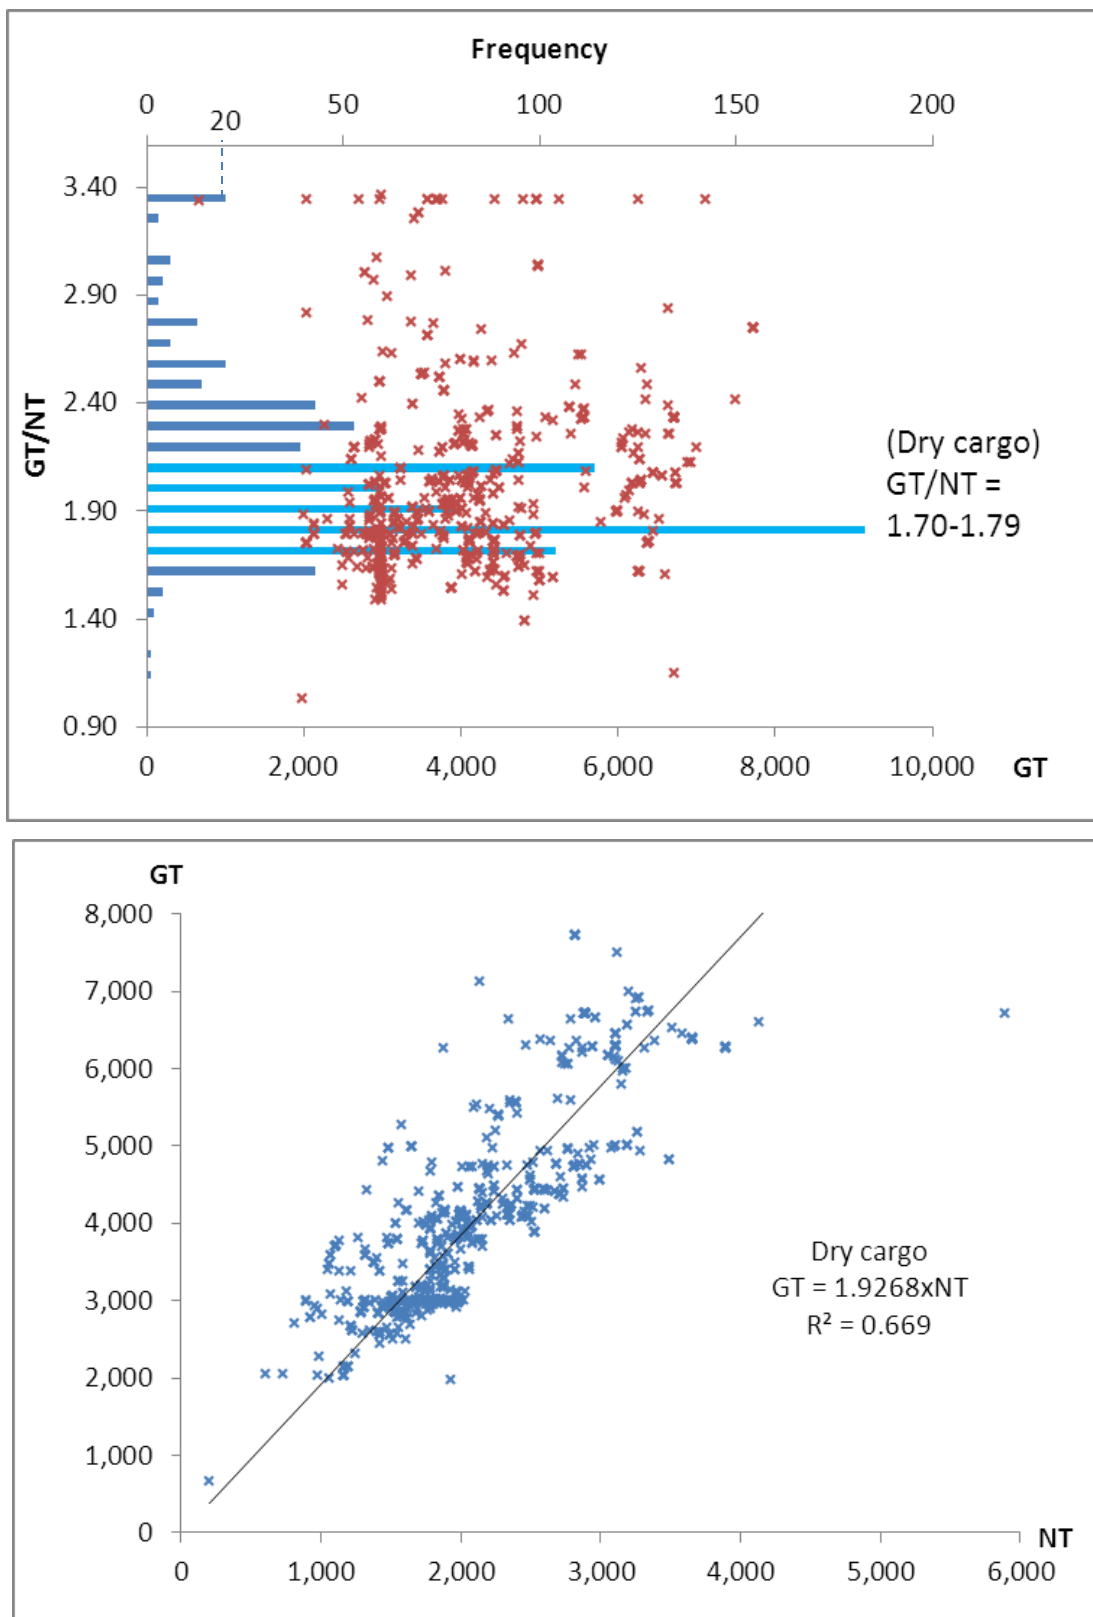 Frequency
0 50 100 150 200
20
3.40
2.90
2.40
1.90
1.40
0.90
GT/NT
(Dry cargo)
GT/NT =
1.70-1.79
0 2,000 4,000 6,000 8,000 10,000 GT
GT
8,000
7,000
6,000
5,000
4,000
3,000
2,000
1,000
0
Dry cargo
GT = 1.9268xNT
R² = 0.669
NT
0 1,000 2,000 3,000 4,000 5,000 6,000